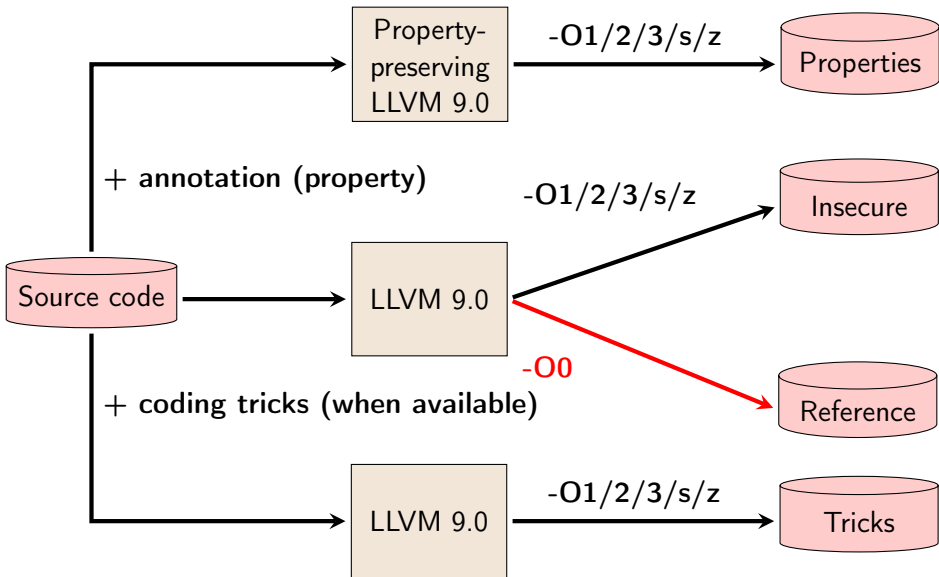 Property-
preserving
LLVM 9.0
-O1/2/3/s/z
Properties
+ annotation (property)
-O1/2/3/s/z
Insecure
Source code
LLVM 9.0
-O0
Reference
+ coding tricks (when available)
LLVM 9.0
-O1/2/3/s/z
Tricks